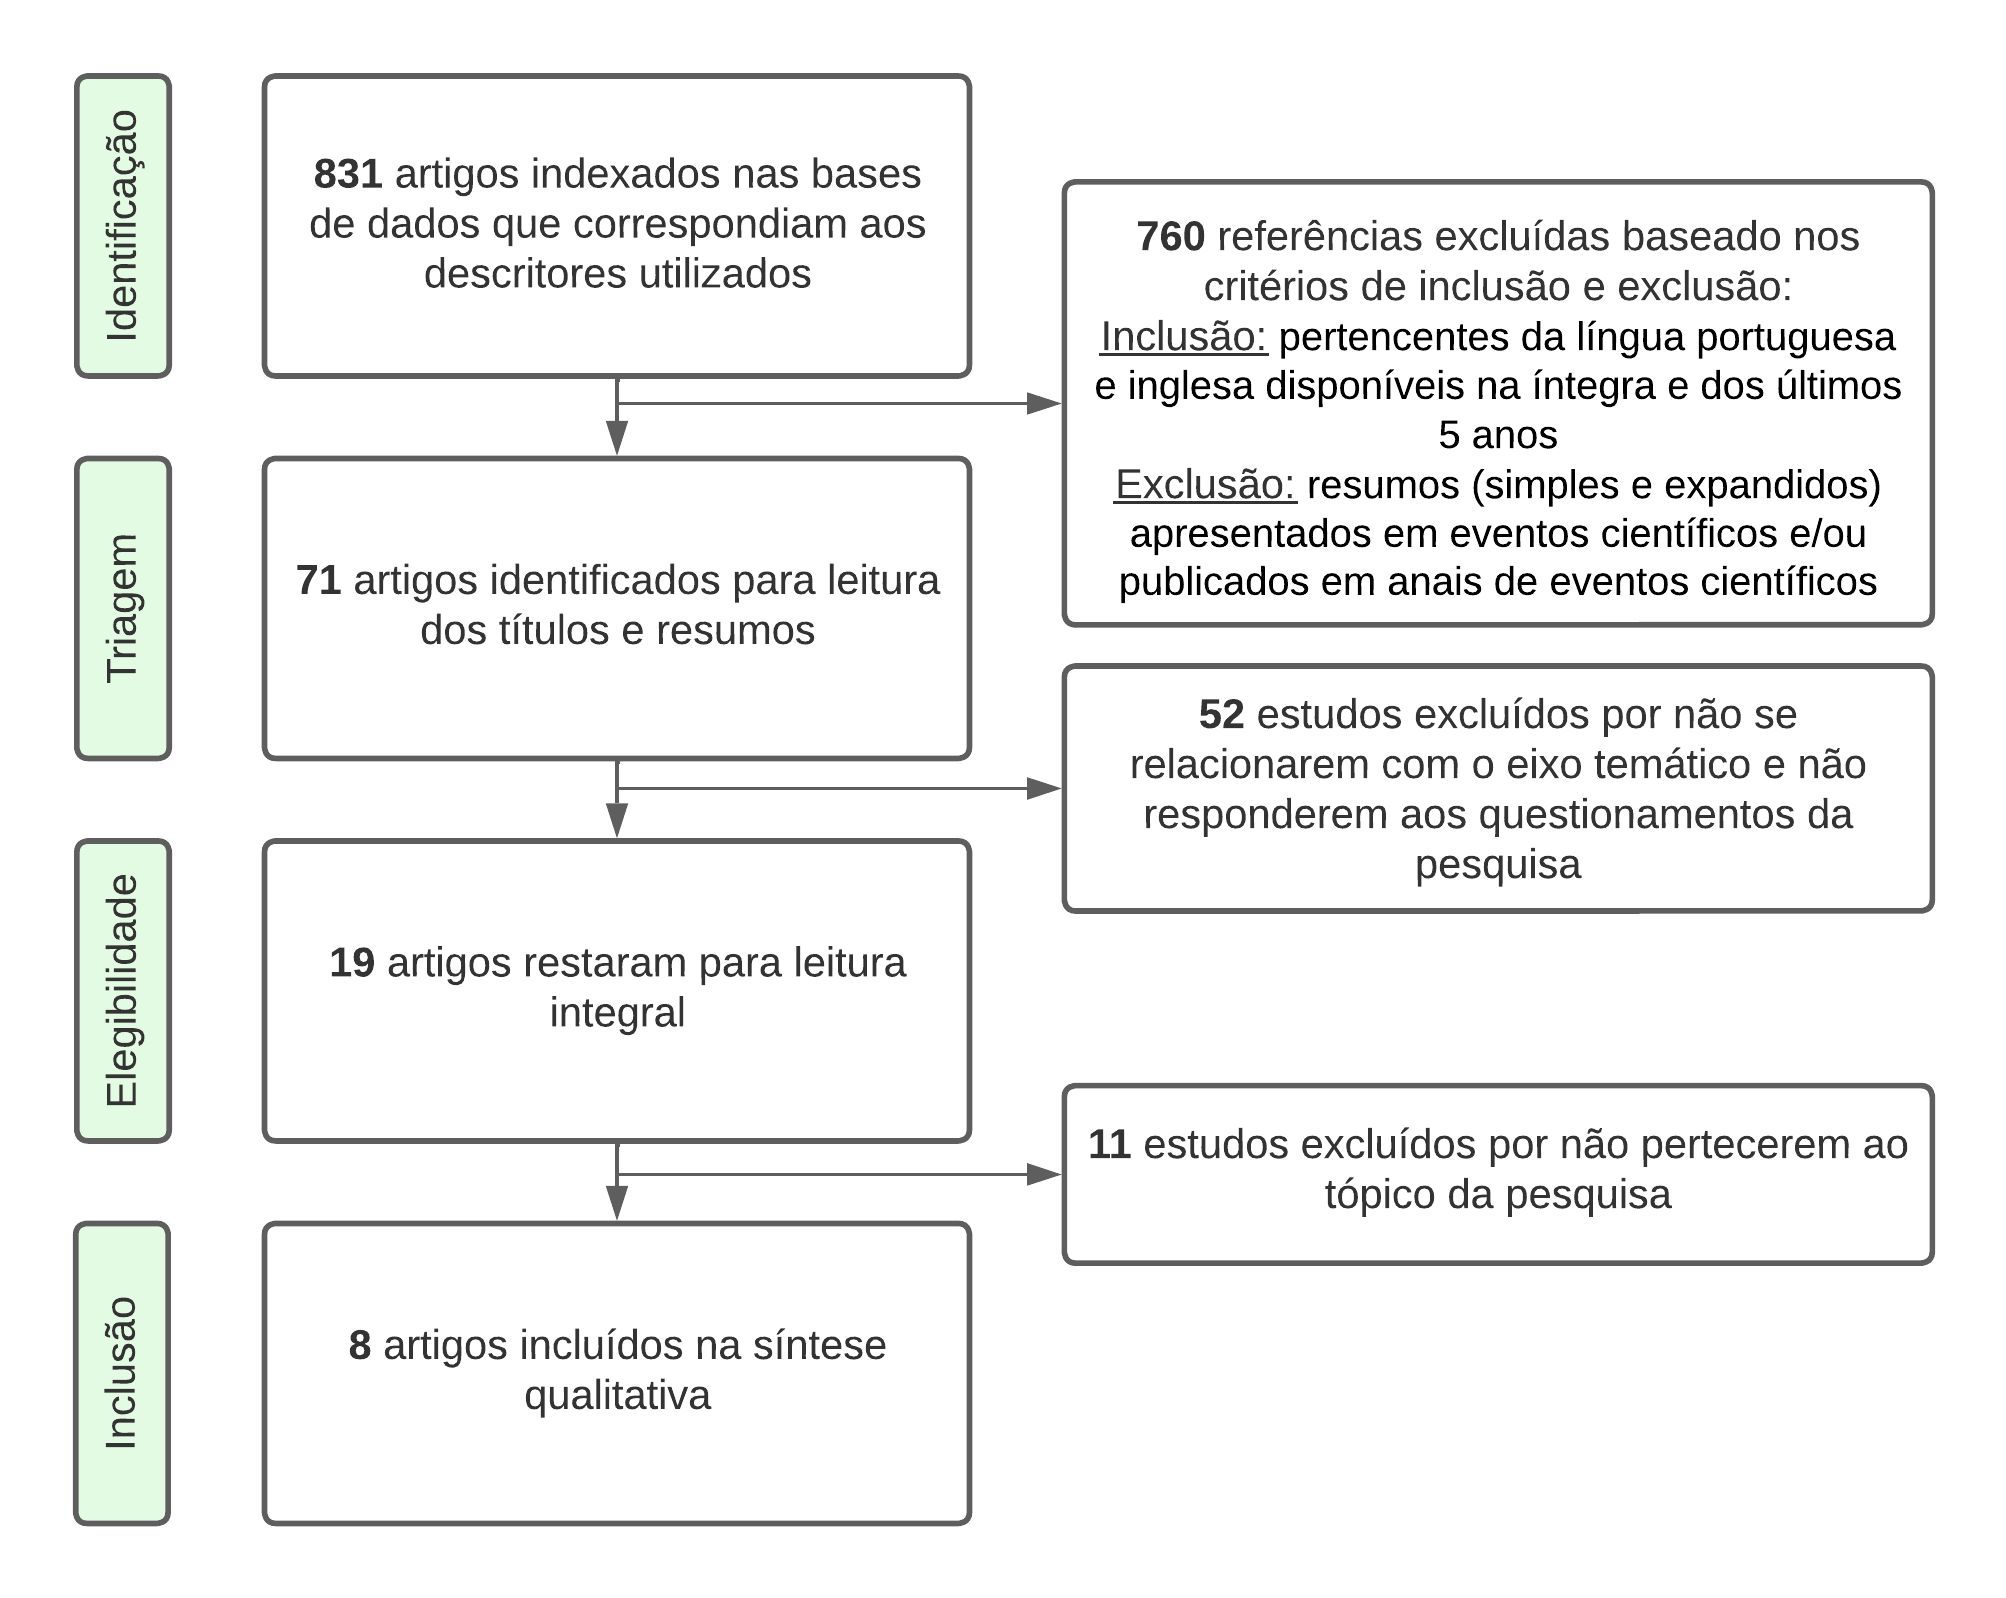 Identificação
831 artigos indexados nas bases
de dados que correspondiam aos
descritores utilizados
760 referências excluídas baseado nos
critérios de inclusão e exclusão:
Inclusão: pertencentes da língua portuguesa
e inglesa disponíveis na íntegra e dos últimos
5 anos
Exclusão: resumos (simples e expandidos)
apresentados em eventos científicos e/ou
publicados em anais de eventos científicos
Triagem
71 artigos identificados para leitura
dos títulos e resumos
52 estudos excluídos por não se
relacionarem com o eixo temático e não
responderem aos questionamentos da
pesquisa
Elegibilidade
19 artigos restaram para leitura
integral
11 estudos excluídos por não pertecerem ao
tópico da pesquisa
Inclusão
8 artigos incluídos na síntese
qualitativa